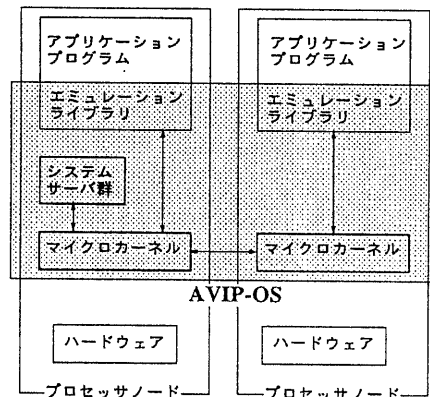 アプリケーション
プログラム
エミュレーション
ライブラリ
システム
サーバ群
マイクロカーネル
ハードウェア
プロセッサノード
アプリケーション
プログラム
エミュレーション
ライブラリ
マイクロカーネル
ハードウェア
プロセッサノード
AVIP-OS